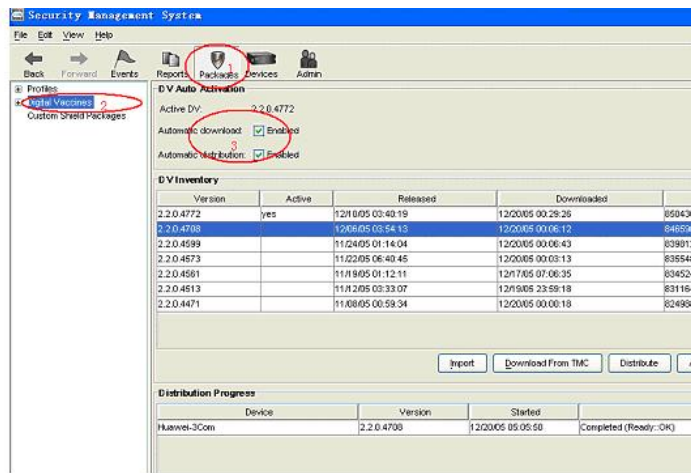 Security Management System
File Edit View Help
Back Forward Events Reports Packages Devices Admin
1
Profiles
Digital Vaccines 2
Custom Shield Packages
DV Auto Activation
Active DV: 2.2.0.4772
Automatic download: Enabled
3
Automatic distribution: Enabled
DV Inventory
Version Active Released Downloaded
2.2.0.4772 yes 12/18/05 03:40:19 12/20/05 00:29:26
2.2.0.4708 12/06/05 03:54:13 12/20/05 00:06:12
2.2.0.4599 11/24/05 01:14:04 12/20/05 00:06:43
2.2.0.4573 11/22/05 06:40:45 12/20/05 00:03:13
2.2.0.4561 11/19/05 01:12:11 12/17/05 07:06:35
2.2.0.4513 11/12/05 03:33:07 12/19/05 23:59:18
2.2.0.4471 11/08/05 00:59:34 12/20/05 00:00:18
Import Download From TMC Distribute
Distribution Progress
Device Version Started
Huawei-3Com 2.2.0.4708 12/20/05 05:05:50 Completed (Ready::OK)